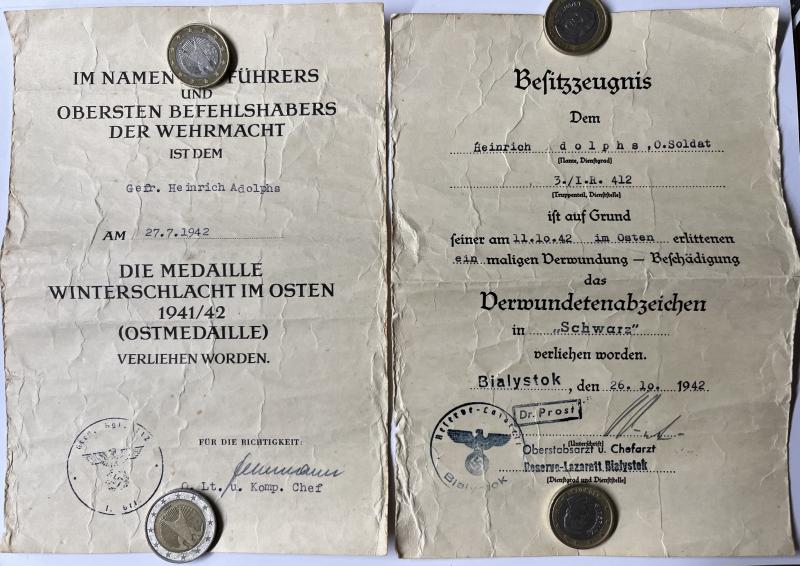 IM NAMEN FÜHRERS
UND
OBERSTEN BEFEHLSHABERS
DER WEHRMACHT
IST DEM
Gefr. Heinrich Adolphs
AM 27.7.1942
DIE MEDAILLE
WINTERSCHLACHT IM OSTEN
1941/42
(OSTMEDAILLE)
VERLIEHEN WORDEN.
FÜR DIE RICHTIGKEIT:
O. Lt. u. Komp. Chef
Besitzzeugnis
Dem
Heinrich dolphs, O.Soldat
(Name, Dienstgrad)
3./I.R. 412
(Truppenteil, Dienststelle)
ist auf Grund
seiner am 11.10.42 im Osten erlittenen
ein maligen Verwundung – Beschädigung
das
Verwundetenabzeichen
in „Schwarz"
verliehen worden.
Bialystok, den 26.10. 1942
Dr. Prost
(Unterschrift)
Oberstabsarzt u. Chefarzt
Reserve-Lazarett Bialystok
(Dienstgrad und Dienststelle)
Reserve-Lazarett
Bialystok